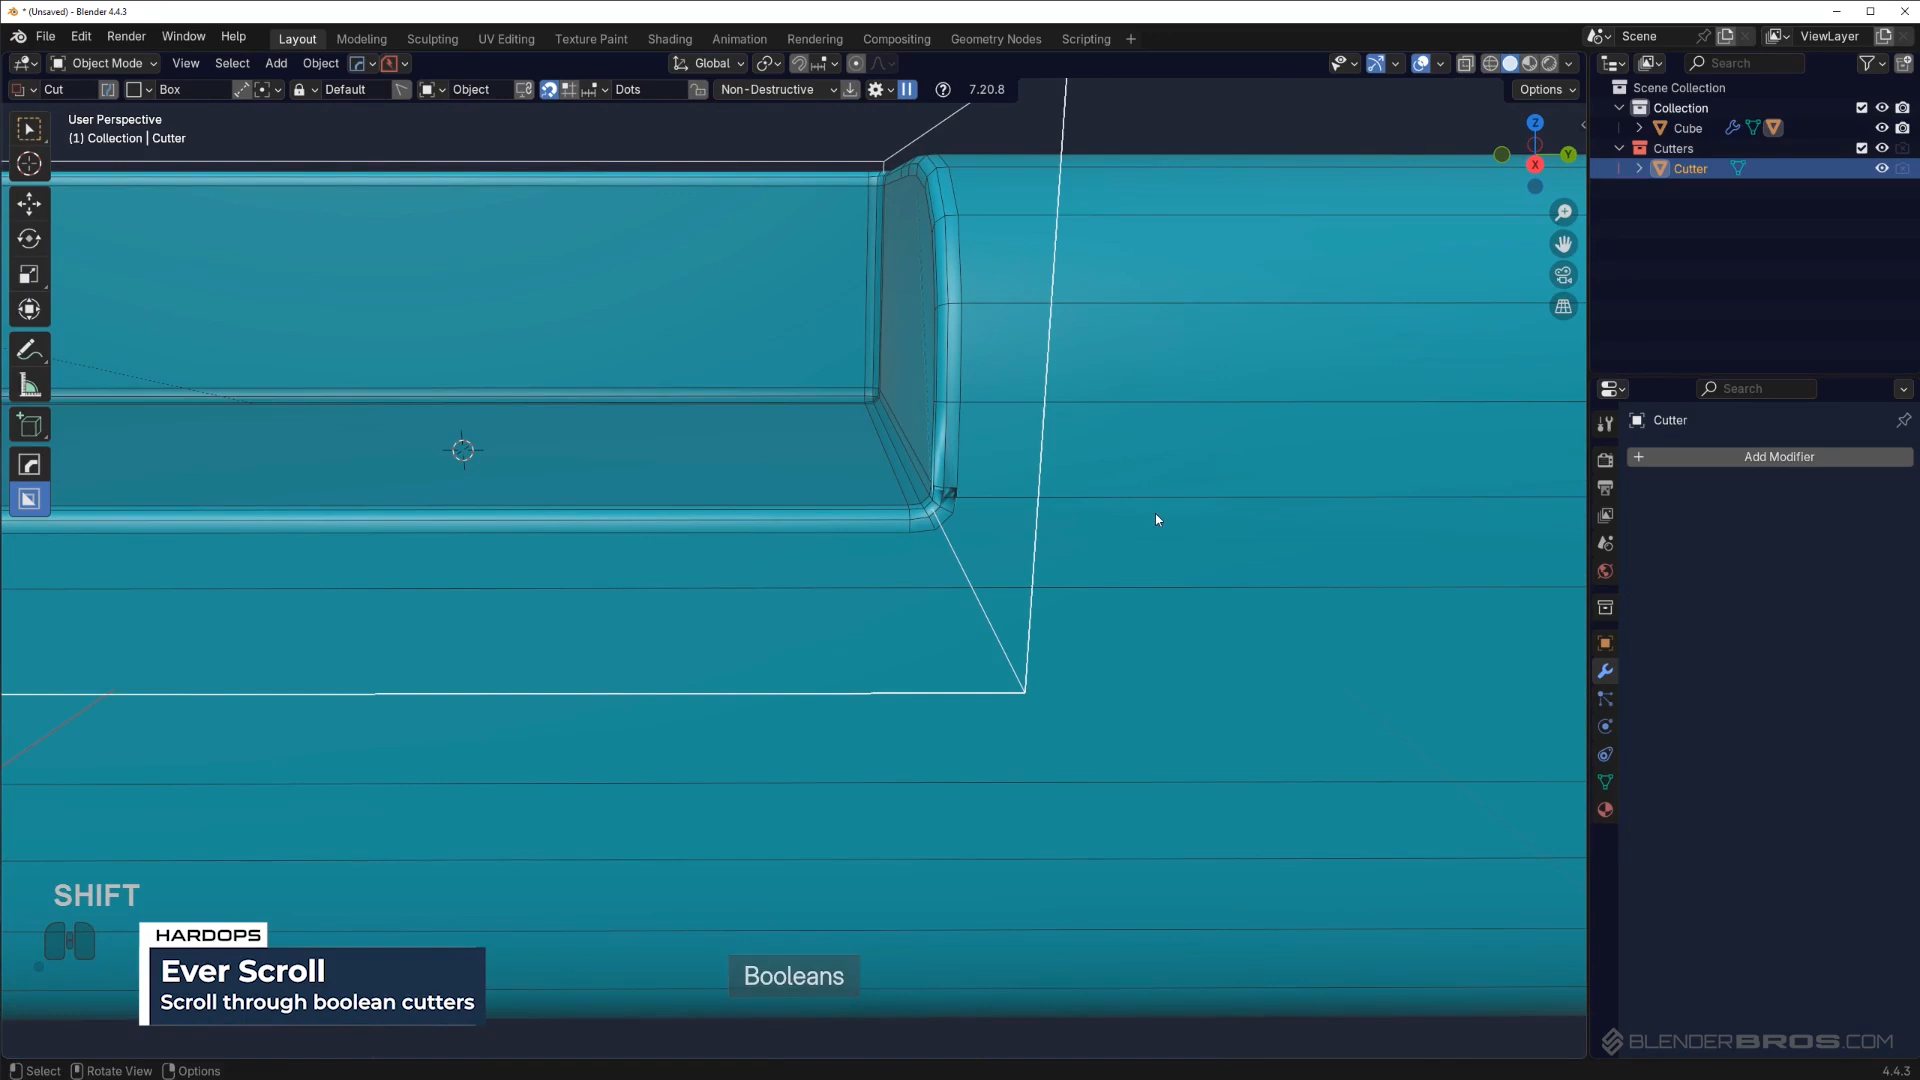 * (Unsaved) - Blender 4.4.3
File Edit Render Window Help Layout Modeling Sculpting UV Editing Texture Paint Shading Animation Rendering Compositing Geometry Nodes Scripting + Scene ViewLayer
Object Mode View Select Add Object Global Search
Cut Box Default Object Dots Non-Destructive 7.20.8 Options
User Perspective
(1) Collection | Cutter
Z
Y
X
Scene Collection
Collection
Cube
Cutters
Cutter
Search
Cutter
+ Add Modifier
SHIFT
HARDOPS
Ever Scroll
Scroll through boolean cutters
Booleans
BLENDERBROS.COM
Select Rotate View Options 4.4.3